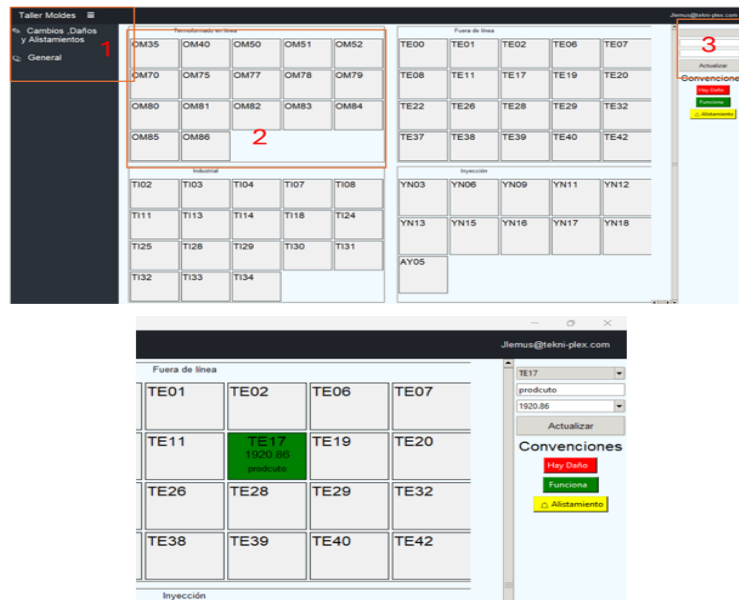 Taller Moldes
Jlemus@tekni-plex.com
Cambios ,Daños
y Alistamientos
General
1
Termoformado en línea
OM35 OM40 OM50 OM51 OM52
OM70 OM75 OM77 OM78 OM79
OM80 OM81 OM82 OM83 OM84
OM85 OM86
2
Fuera de línea
TE00 TE01 TE02 TE06 TE07
TE08 TE11 TE17 TE19 TE20
TE22 TE26 TE28 TE29 TE32
TE37 TE38 TE39 TE40 TE42
Industrial
TI02 TI03 TI04 TI07 TI08
TI11 TI13 TI14 TI18 TI24
TI25 TI28 TI29 TI30 TI31
TI32 TI33 TI34
Inyección
YN03 YN06 YN09 YN11 YN12
YN13 YN15 YN16 YN17 YN18
AY05
3
Actualizar
Convencione
Hay Daño
Funciona
Alistamiento
Jlemus@tekni-plex.com
Fuera de línea
TE01 TE02 TE06 TE07
TE11 TE17 TE19 TE20
1920.86
prodcuto
TE26 TE28 TE29 TE32
TE38 TE39 TE40 TE42
Inyección
TE17
prodcuto
1920.86
Actualizar
Convenciones
Hay Daño
Funciona
Alistamiento